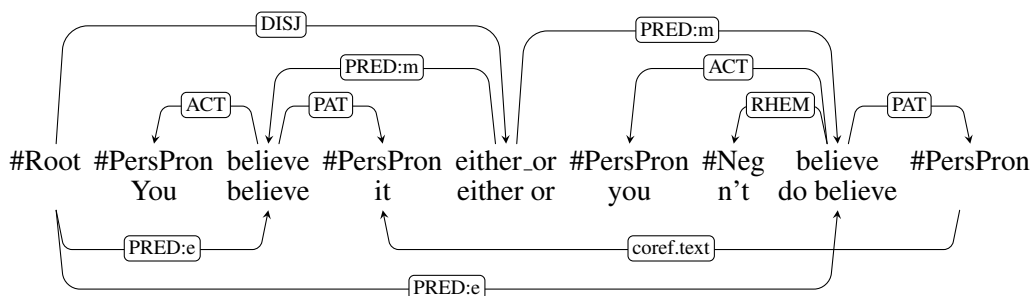 DISJ
PRED:m
PRED:m
ACT
ACT
PAT
RHEM
PAT
#Root #PersPron believe #PersPron either_or #PersPron #Neg believe #PersPron
You believe it either or you n't do believe
PRED:e
coref.text
PRED:e